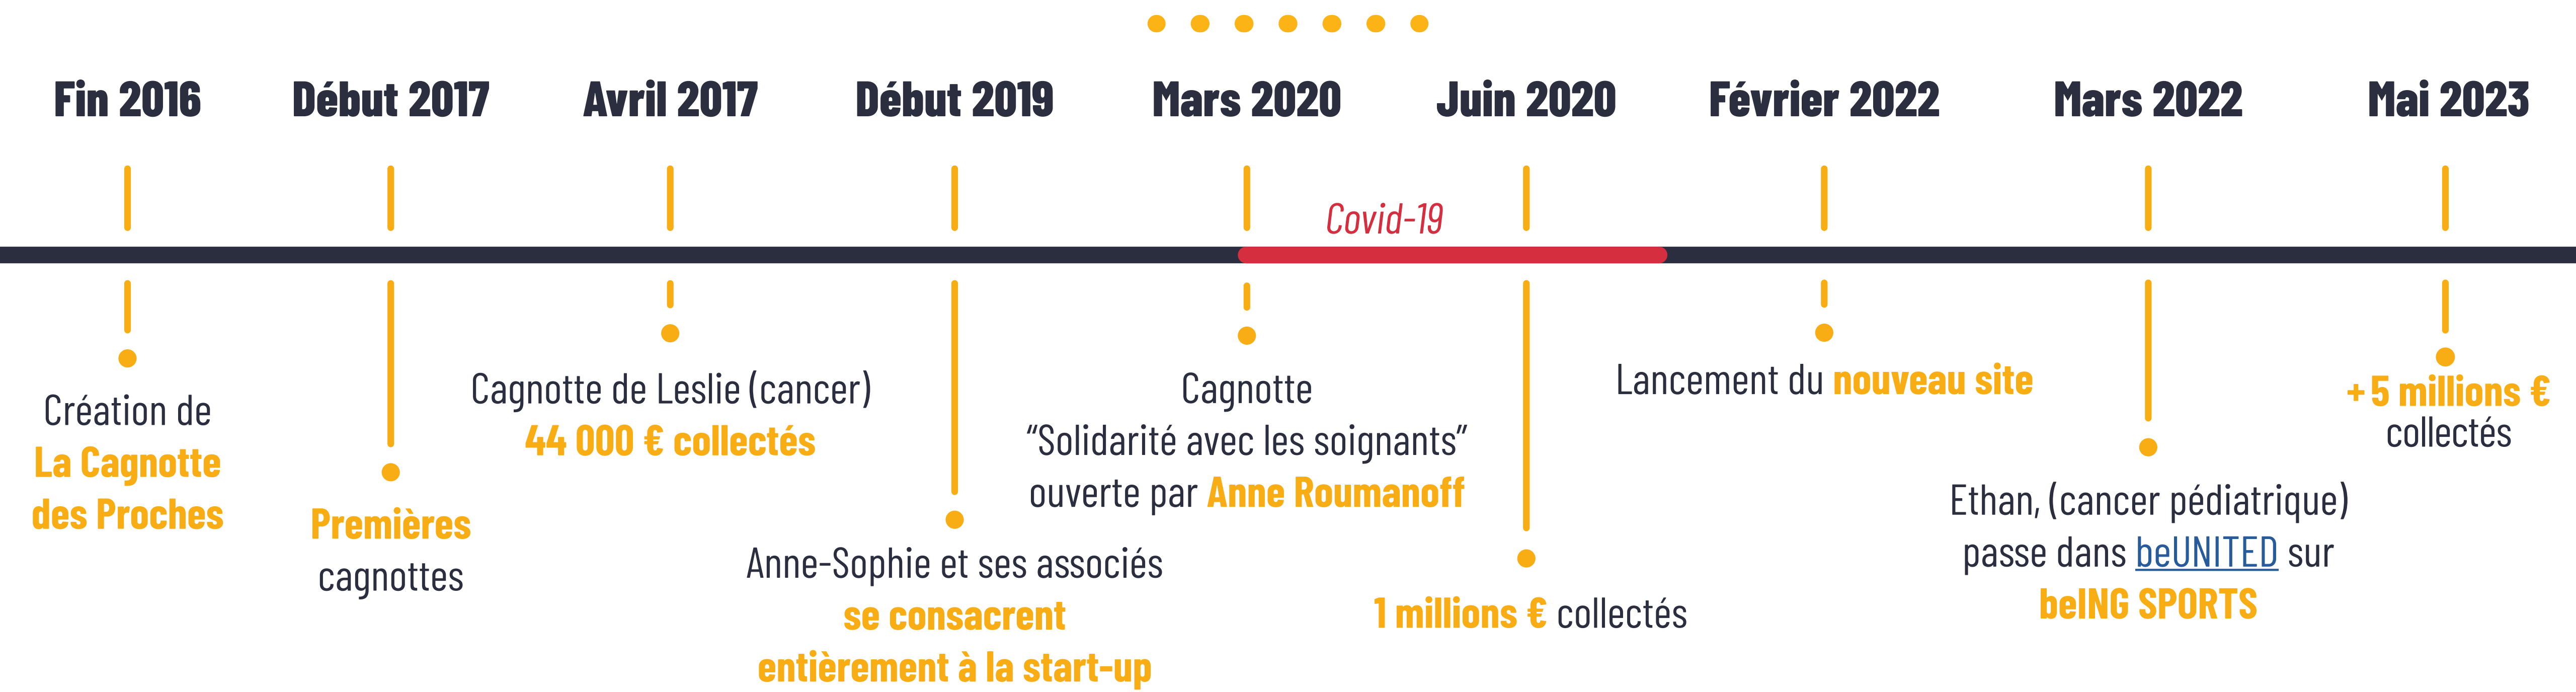 Fin 2016
Début 2017
Avril 2017
Début 2019
Mars 2020
Juin 2020
Février 2022
Mars 2022
Mai 2023
Covid-19
Création de
La Cagnotte
des Proches
Premières
cagnottes
Cagnotte de Leslie (cancer)
44 000 € collectés
Anne-Sophie et ses associés
se consacrent
entièrement à la start-up
Cagnotte
“Solidarité avec les soignants”
ouverte par Anne Roumanoff
1 millions € collectés
Lancement du nouveau site
Ethan, (cancer pédiatrique)
passe dans beUNITED sur
beING SPORTS
+ 5 millions €
collectés